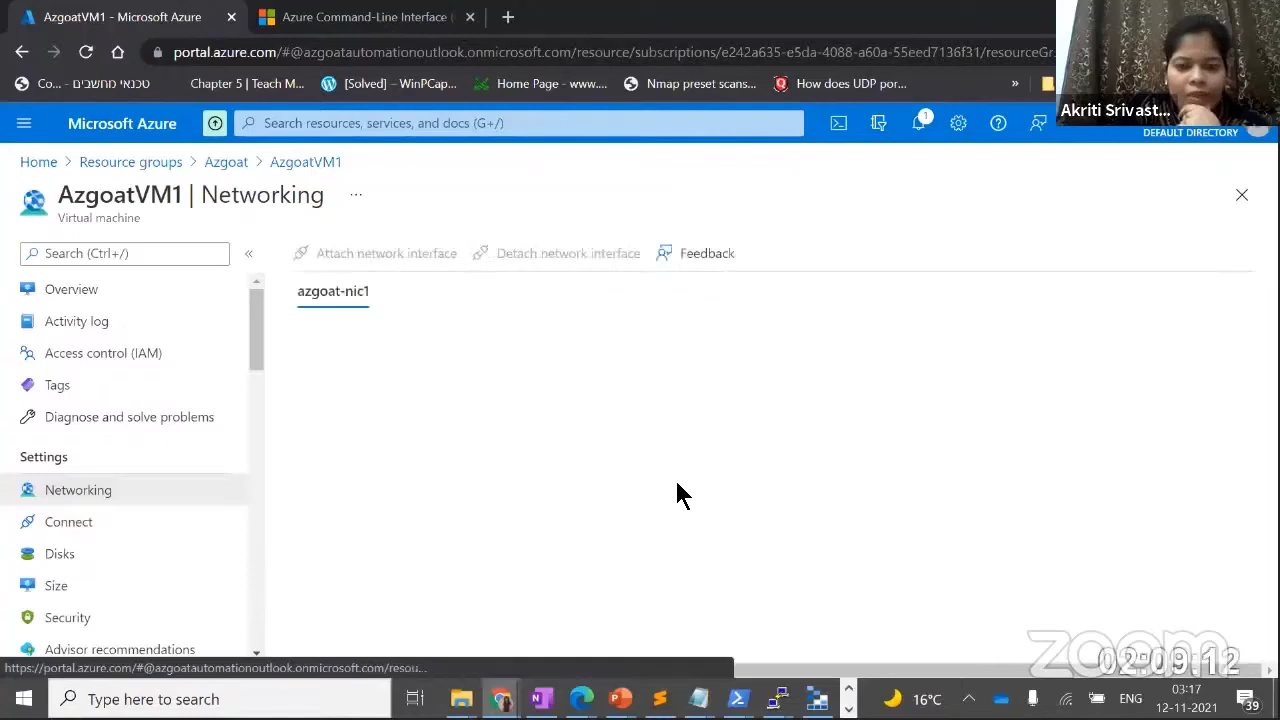 AzgoatVM1 - Microsoft Azure
Azure Command-Line Interface (
portal.azure.com/#@azgoatautomationoutlook.onmicrosoft.com/resource/subscriptions/e242a635-e5da-4088-a60a-55eed7136f31/resourceGr
Co... - טכנאי מחשבים
Chapter 5 | Teach M...
[Solved] - WinPCap...
Home Page - www....
Nmap preset scans...
How does UDP por...
»
Akriti Srivast...
Microsoft Azure
Search resources, services, and docs (G+/)
1
DEFAULT DIRECTORY
Home > Resource groups > Azgoat > AzgoatVM1
AzgoatVM1 | Networking ...
Virtual machine
Search (Ctrl+/)
«
Attach network interface
Detach network interface
Feedback
azgoat-nic1
Overview
Activity log
Access control (IAM)
Tags
Diagnose and solve problems
Settings
Networking
Connect
Disks
Size
Security
Advisor recommendations
https://portal.azure.com/#@azgoatautomationoutlook.onmicrosoft.com/resou...
zoom
02:09:12
Type here to search
16°C
ENG
03:17
12-11-2021
39